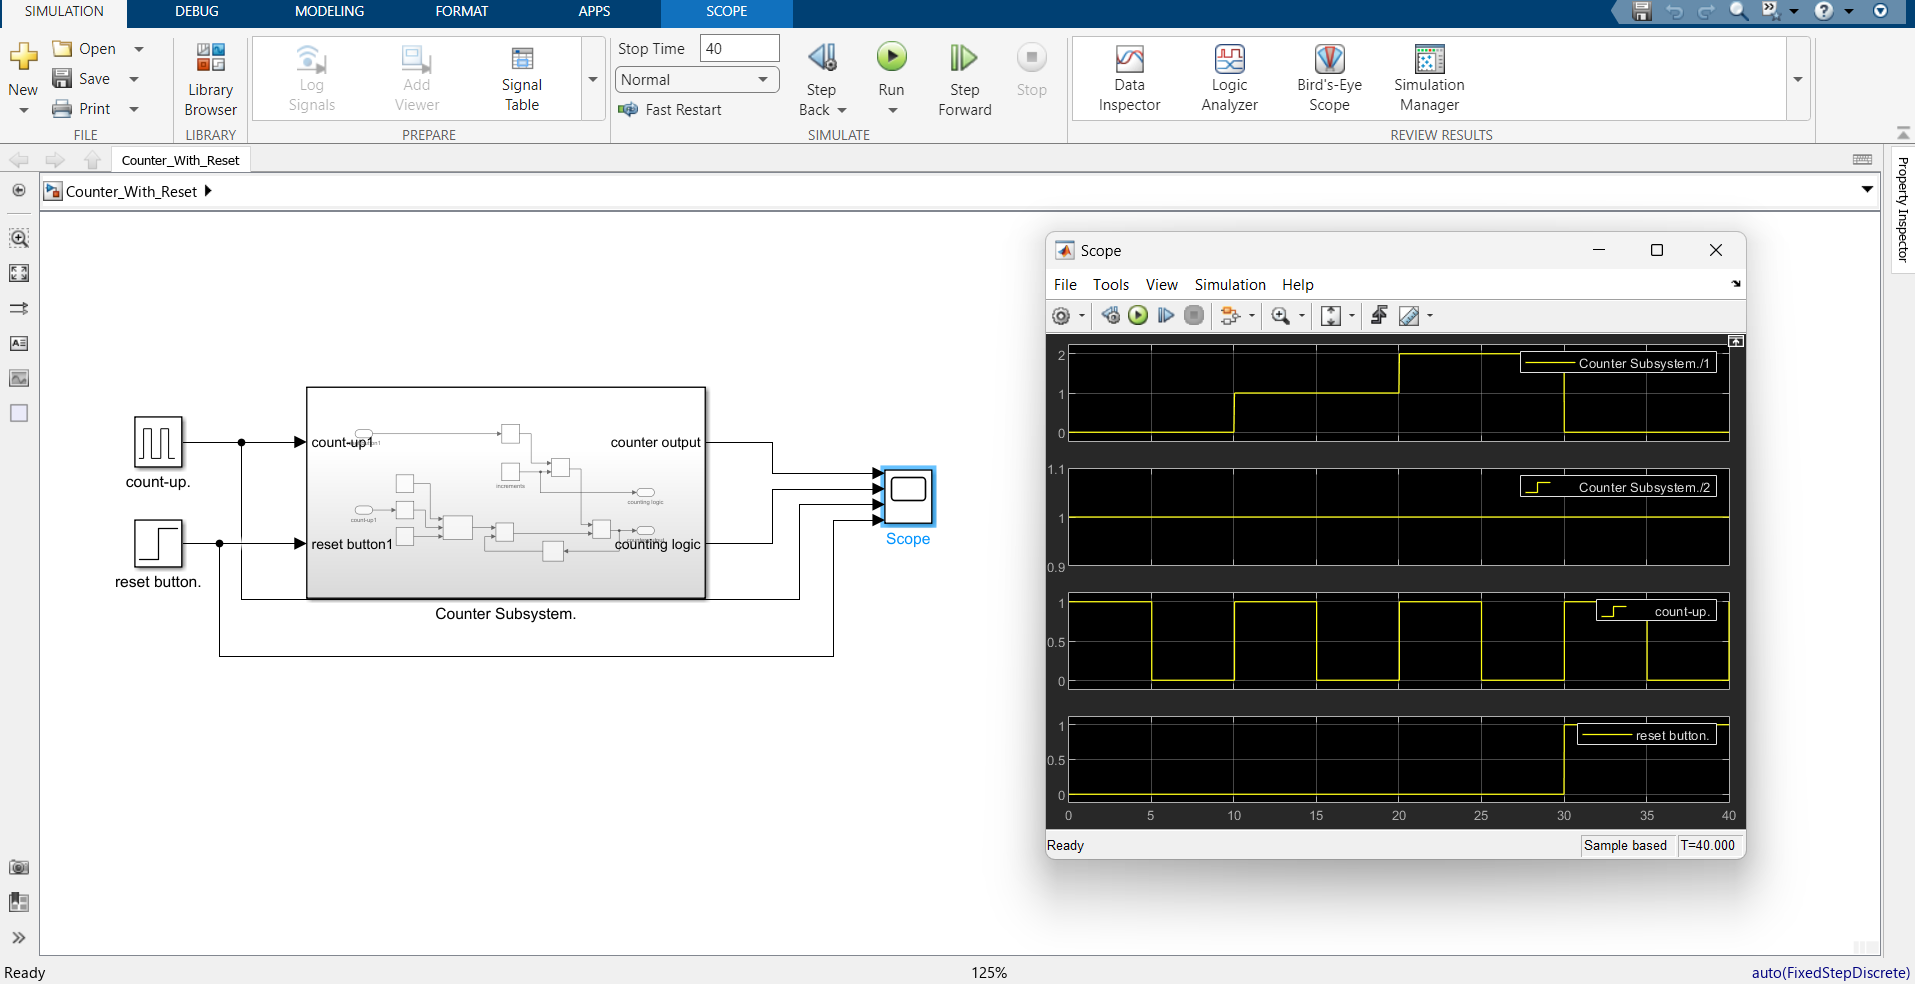 SIMULATION DEBUG MODELING FORMAT APPS SCOPE
New
Open
Save
Print
FILE
Library
Browser
LIBRARY
Log
Signals
Add
Viewer
Signal
Table
PREPARE
Stop Time 40
Normal
Fast Restart
Step
Back
Run
Step
Forward
Stop
SIMULATE
Data
Inspector
Logic
Analyzer
Bird's-Eye
Scope
Simulation
Manager
REVIEW RESULTS
Counter_With_Reset
Counter_With_Reset
Property Inspector
count-up.
reset button.
count-up1
reset button1
increments
counting logic
count-up1
counter output
counting logic
Counter Subsystem.
Scope
Scope
File Tools View Simulation Help
2
1
0
Counter Subsystem./1
1.1
1
0.9
Counter Subsystem./2
1
0.5
0
count-up.
1
0.5
0
reset button.
0 5 10 15 20 25 30 35 40
Ready
Sample based T=40.000
Ready
125%
auto(FixedStepDiscrete)